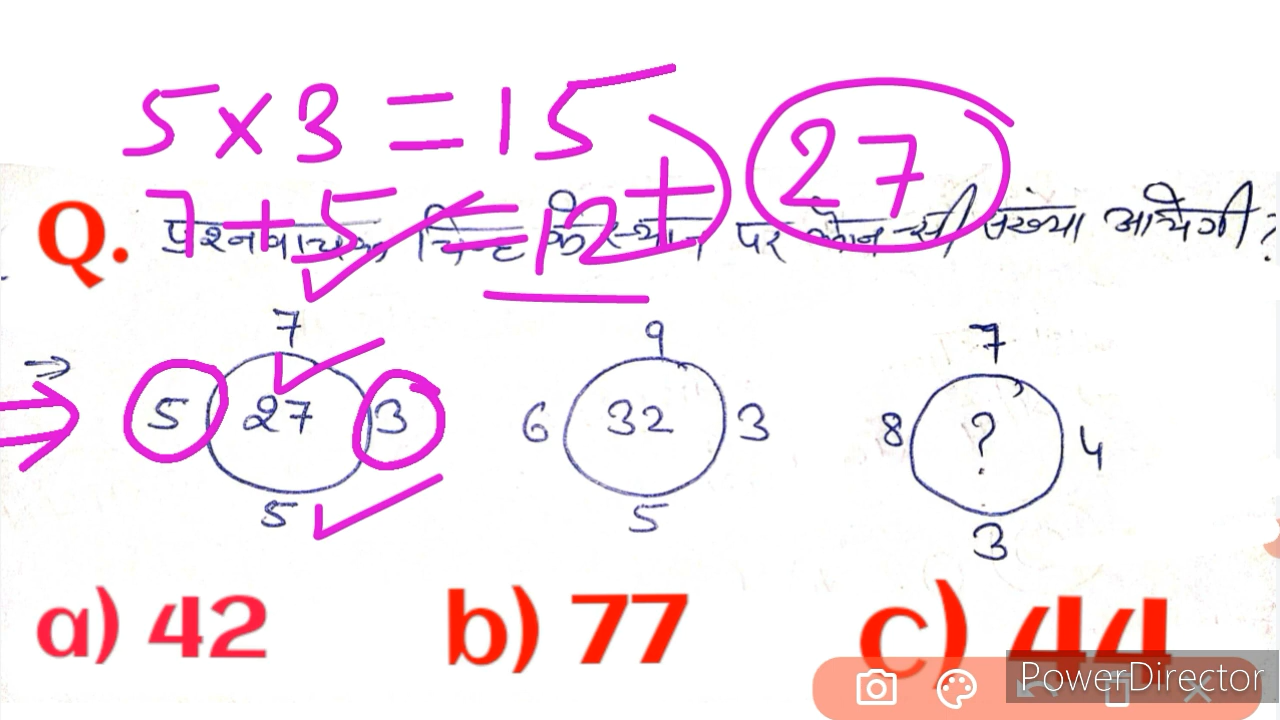 5 × 3 = 15
7 + 5 = 12 + 27
Q. प्रश्नवाचक चिन्ह के स्थान पर कौन-सी संख्या आयेगी ?
7 9 7
5 27 3 6 32 3 8 ? 4
5 5 3
a) 42 b) 77 c) 44
PowerDirector